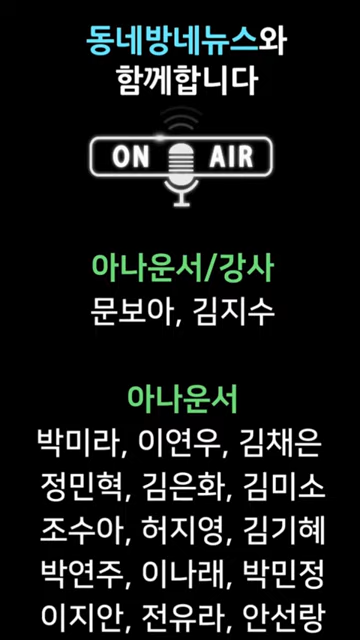 동네방네뉴스와
함께합니다
ON AIR
아나운서/강사
문보아, 김지수
아나운서
박미라, 이연우, 김채은
정민혁, 김은화, 김미소
조수아, 허지영, 김기혜
박연주, 이나래, 박민정
이지안, 전유라, 안선랑